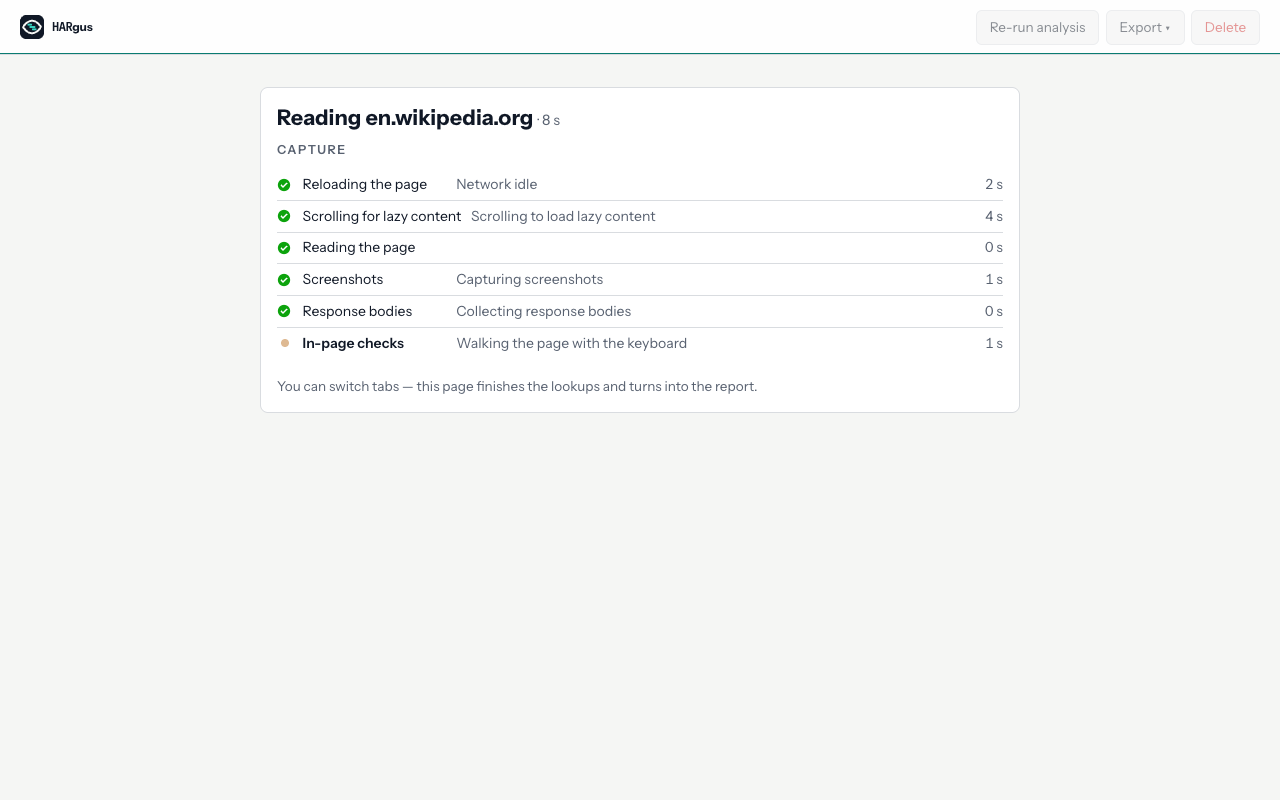 HARgus
Re-run analysis
Export ▾
Delete
Reading en.wikipedia.org · 8 s
CAPTURE
Reloading the page Network idle 2 s
Scrolling for lazy content Scrolling to load lazy content 4 s
Reading the page 0 s
Screenshots Capturing screenshots 1 s
Response bodies Collecting response bodies 0 s
In-page checks Walking the page with the keyboard 1 s
You can switch tabs — this page finishes the lookups and turns into the report.